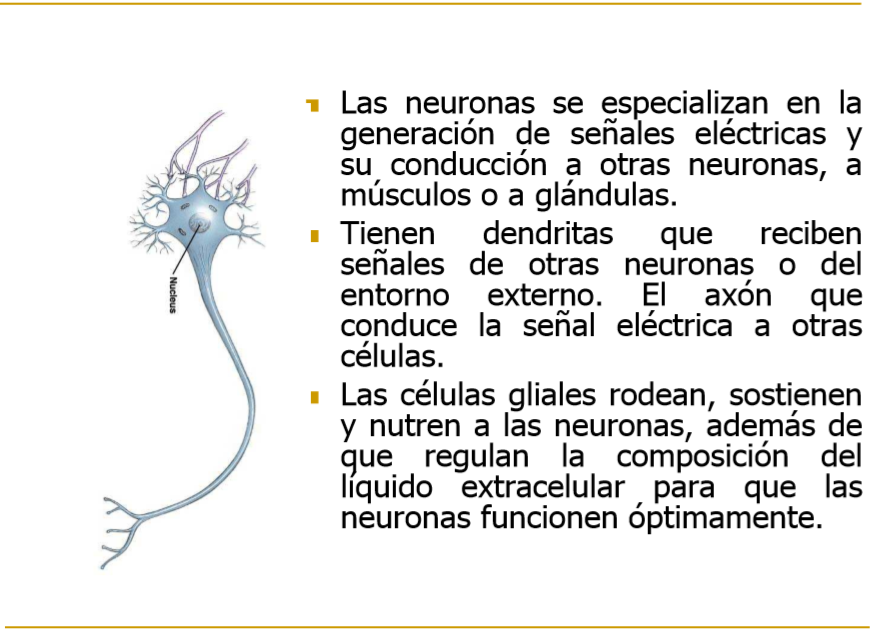 Las neuronas se especializan en la
generación de señales eléctricas y
su conducción a otras neuronas, a
músculos o a glándulas.
Tienen dendritas que reciben
señales de otras neuronas o del
entorno externo. El axón que
conduce la señal eléctrica a otras
células.
Las células gliales rodean, sostienen
y nutren a las neuronas, además de
que regulan la composición del
líquido extracelular para que las
neuronas funcionen óptimamente.
Nucleus